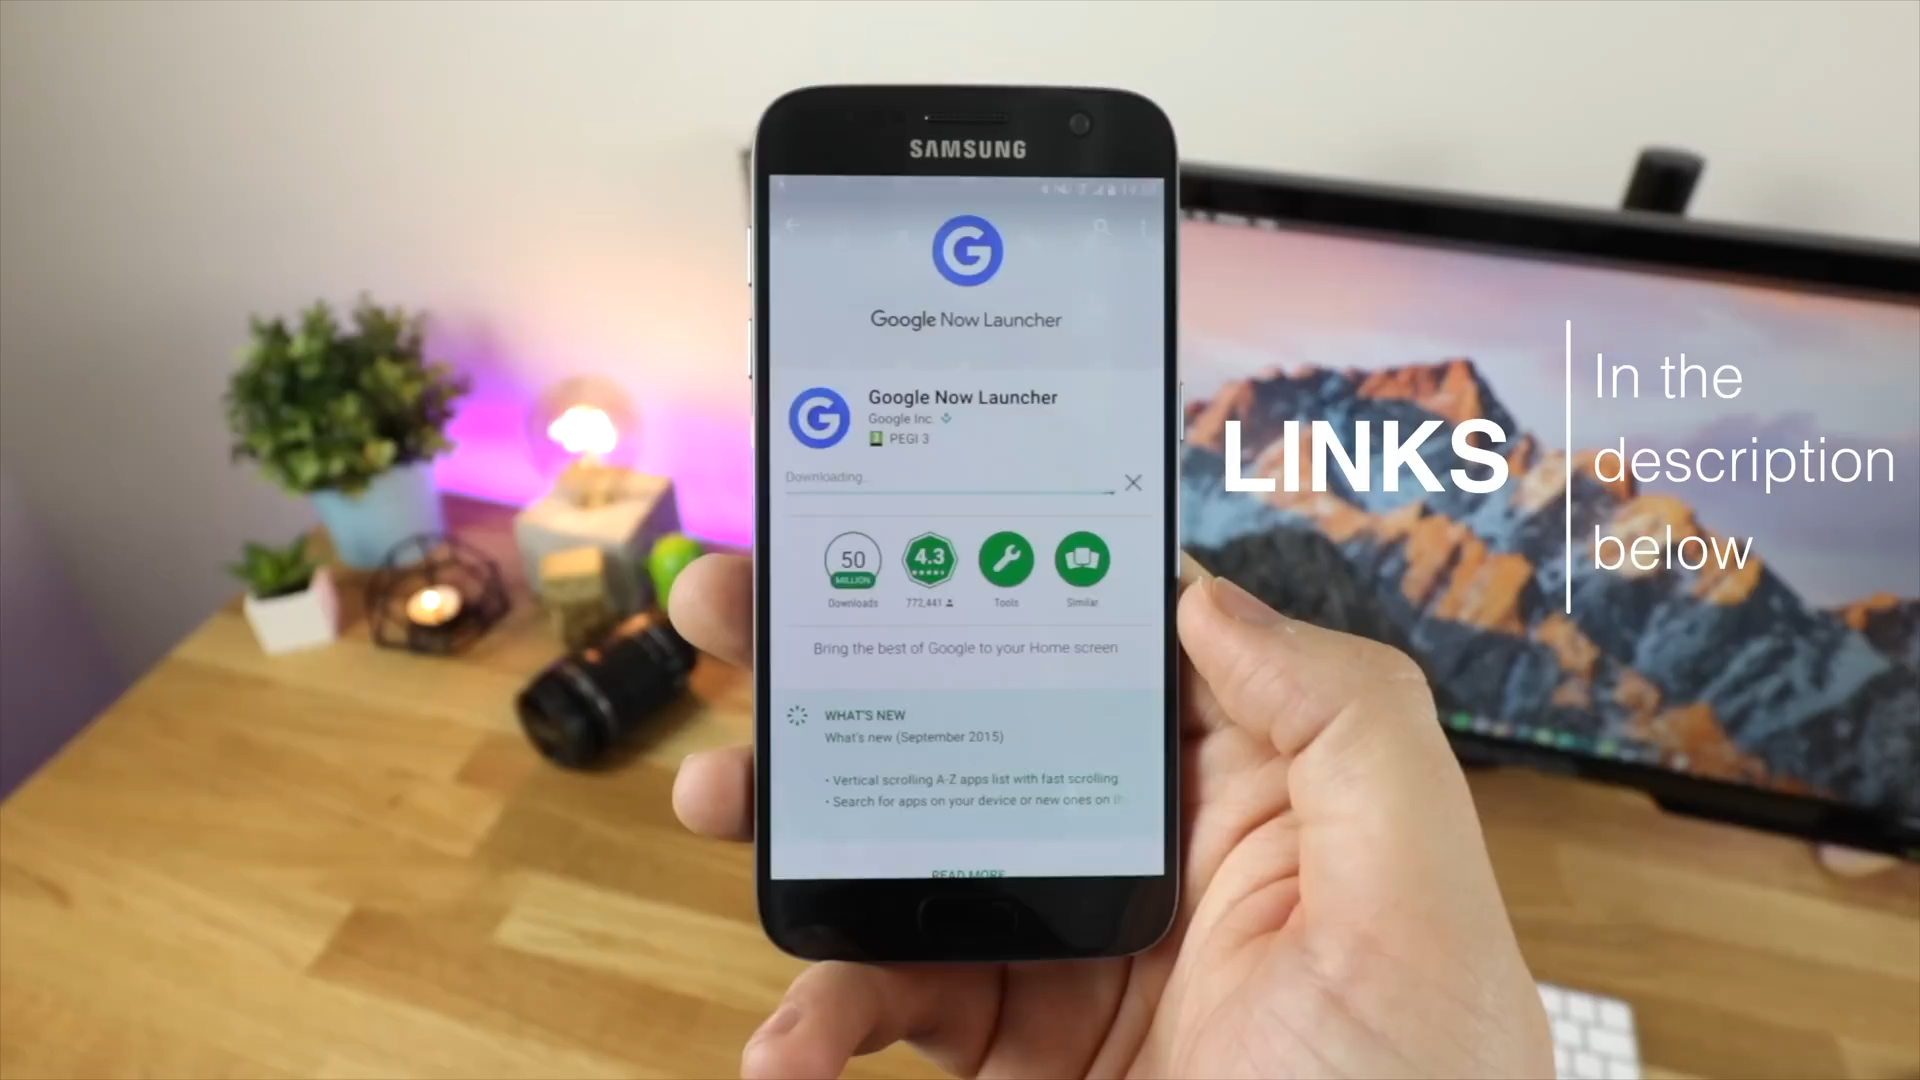 SAMSUNG
Google Now Launcher
Google Now Launcher
Google Inc.
PEGI 3
Downloading...
50
MILLION
4.3
Downloads
772,441
Tools
Similar
Bring the best of Google to your Home screen
WHAT'S NEW
What's new (September 2015)
• Vertical scrolling A-Z apps list with fast scrolling
• Search for apps on your device or new ones on
READ MORE
LINKS
In the
description
below